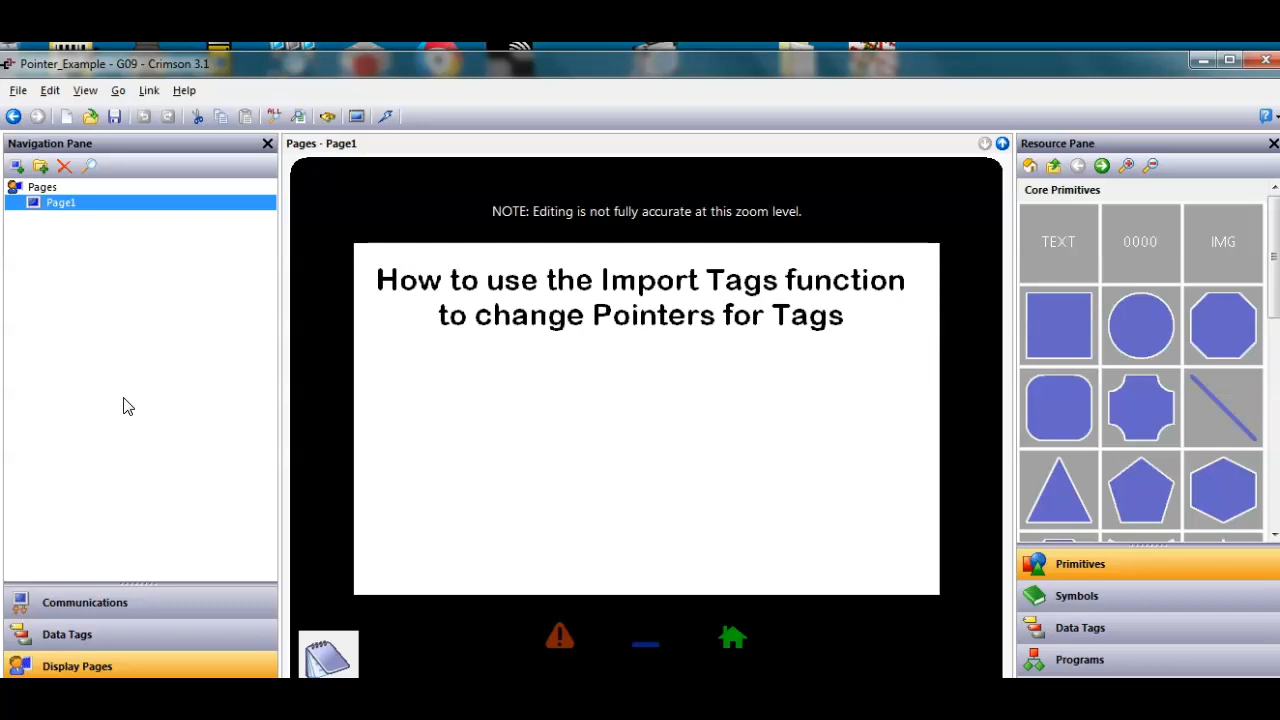 Pointer_Example - G09 - Crimson 3.1
File Edit View Go Link Help
ALL
Navigation Pane
Pages - Page1
Resource Pane
Pages
Page1
Core Primitives
NOTE: Editing is not fully accurate at this zoom level.
TEXT 0000 IMG
How to use the Import Tags function
to change Pointers for Tags
Communications
Data Tags
Display Pages
Primitives
Symbols
Data Tags
Programs